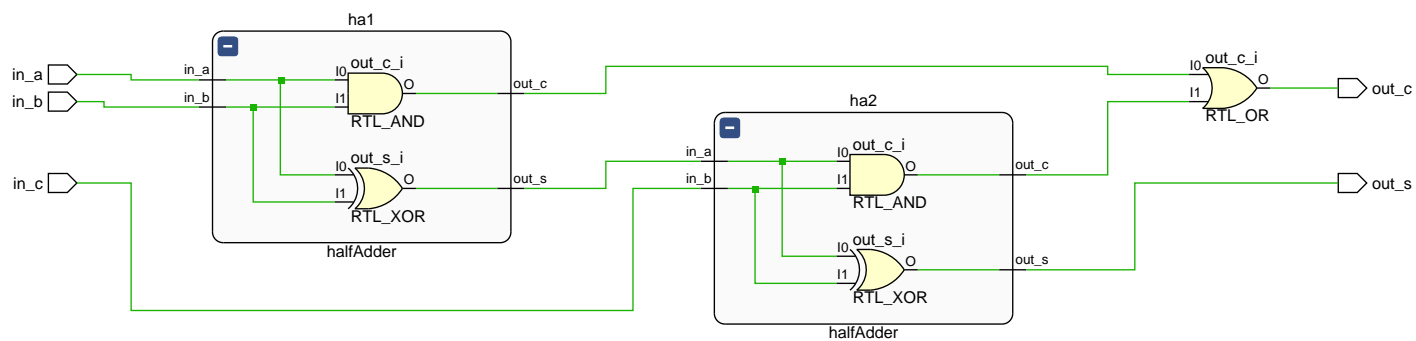 ha1
in_a
in_b
in_c
in_a
in_b
out_c_i
I0
I1
O
RTL_AND
out_s_i
I0
I1
O
RTL_XOR
out_c
out_s
halfAdder
ha2
in_a
in_b
out_c_i
I0
I1
O
RTL_AND
out_s_i
I0
I1
O
RTL_XOR
out_c
out_s
halfAdder
out_c_i
I0
I1
O
RTL_OR
out_c
out_s